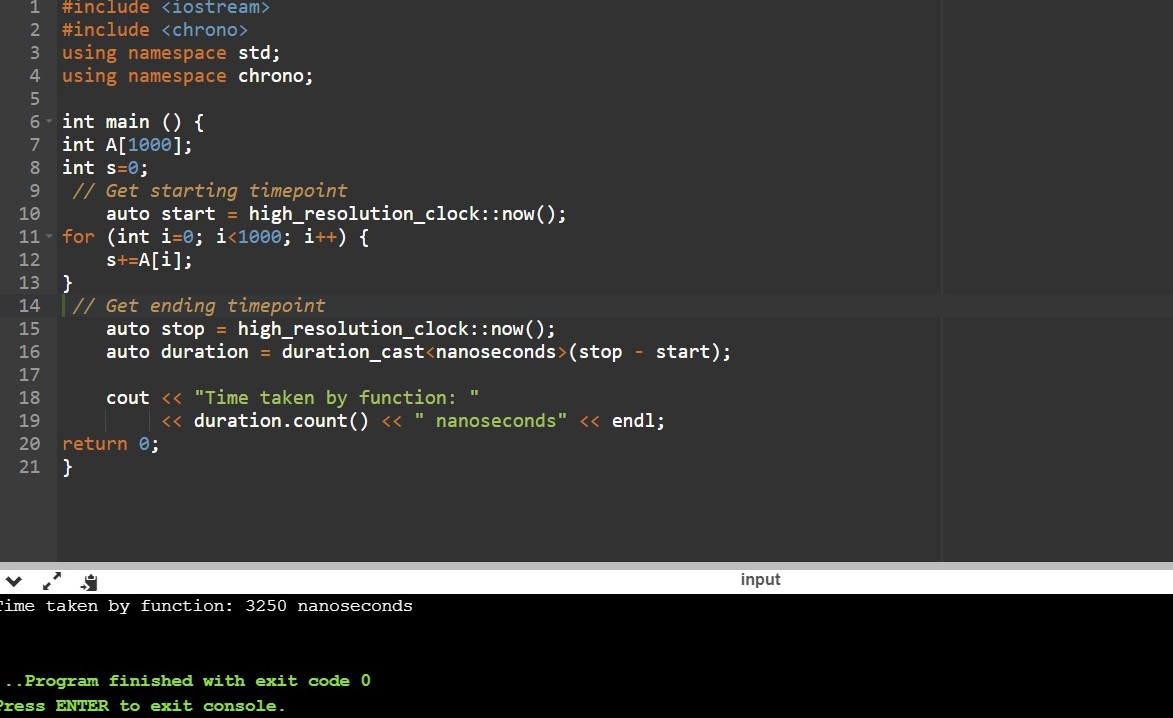 1 #include <iostream>
2 #include <chrono>
3 using namespace std;
4 using namespace chrono;
5
6 int main () {
7 int A[1000];
8 int s=0;
9 // Get starting timepoint
10 auto start = high_resolution_clock::now();
11 for (int i=0; i<1000; i++) {
12 s+=A[i];
13 }
14 // Get ending timepoint
15 auto stop = high_resolution_clock::now();
16 auto duration = duration_cast<nanoseconds>(stop - start);
17
18 cout << "Time taken by function: "
19 << duration.count() << " nanoseconds" << endl;
20 return 0;
21 }
input
Time taken by function: 3250 nanoseconds
..Program finished with exit code 0
Press ENTER to exit console.